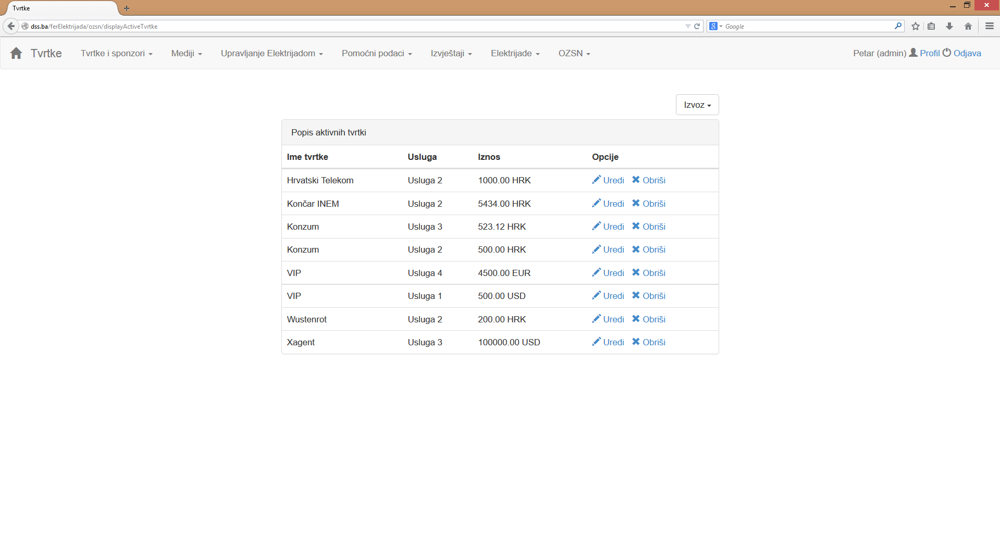 Tvrtke
dss.ba/ferElektrijada/ozsn/displayActiveTvrtke
Google
Tvrtke Tvrtke i sponzori Mediji Upravljanje Elektrijadom Pomoćni podaci Izvještaji Elektrijade OZSN Petar (admin) Profil Odjava
Izvoz
Popis aktivnih tvrtki
Ime tvrtke Usluga Iznos Opcije
Hrvatski Telekom Usluga 2 1000.00 HRK Uredi Obriši
Končar INEM Usluga 2 5434.00 HRK Uredi Obriši
Konzum Usluga 3 523.12 HRK Uredi Obriši
Konzum Usluga 2 500.00 HRK Uredi Obriši
VIP Usluga 4 4500.00 EUR Uredi Obriši
VIP Usluga 1 500.00 USD Uredi Obriši
Wustenrot Usluga 2 200.00 HRK Uredi Obriši
Xagent Usluga 3 100000.00 USD Uredi Obriši